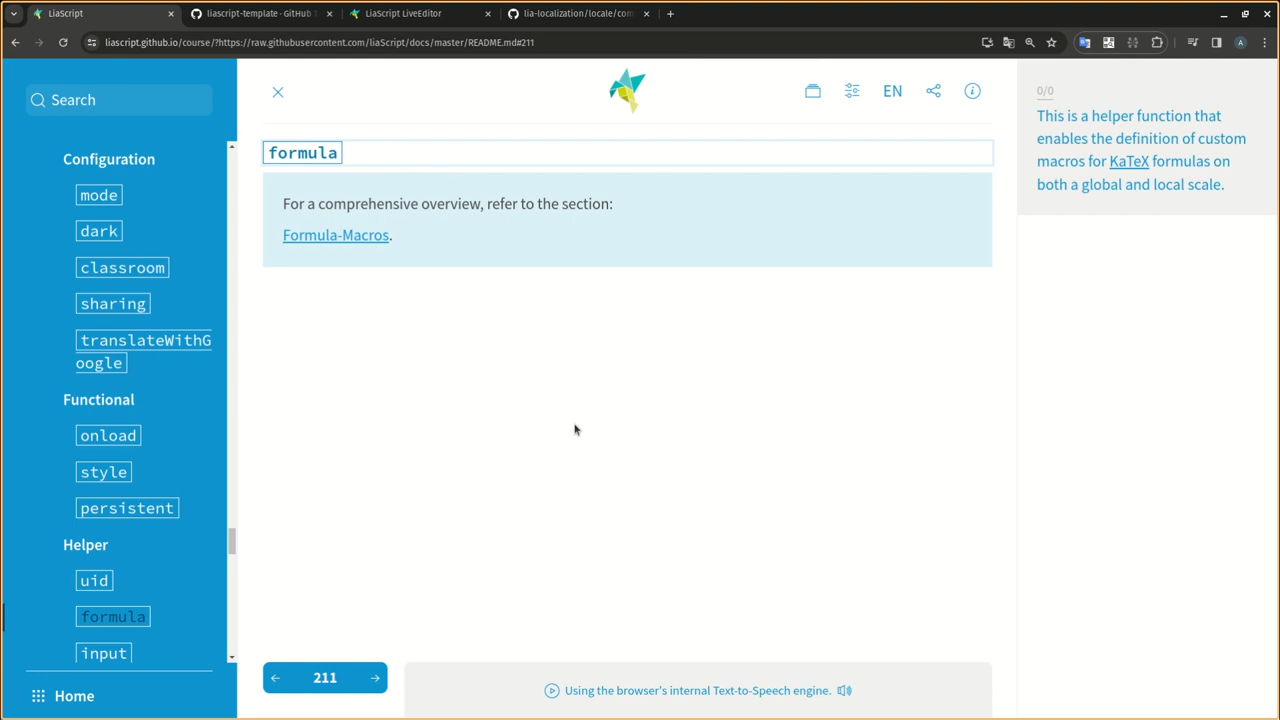 LiaScript
liascript-template · GitHub T
LiaScript LiveEditor
lia-localization/locale/com
liascript.github.io/course/?https://raw.githubusercontent.com/liaScript/docs/master/README.md#211
A
Search
EN
Configuration
mode
dark
classroom
sharing
translateWithG
oogle
Functional
onload
style
persistent
Helper
uid
formula
input
Home
formula
For a comprehensive overview, refer to the section:
Formula-Macros.
211
Using the browser's internal Text-to-Speech engine.
0/0
This is a helper function that
enables the definition of custom
macros for KaTeX formulas on
both a global and local scale.